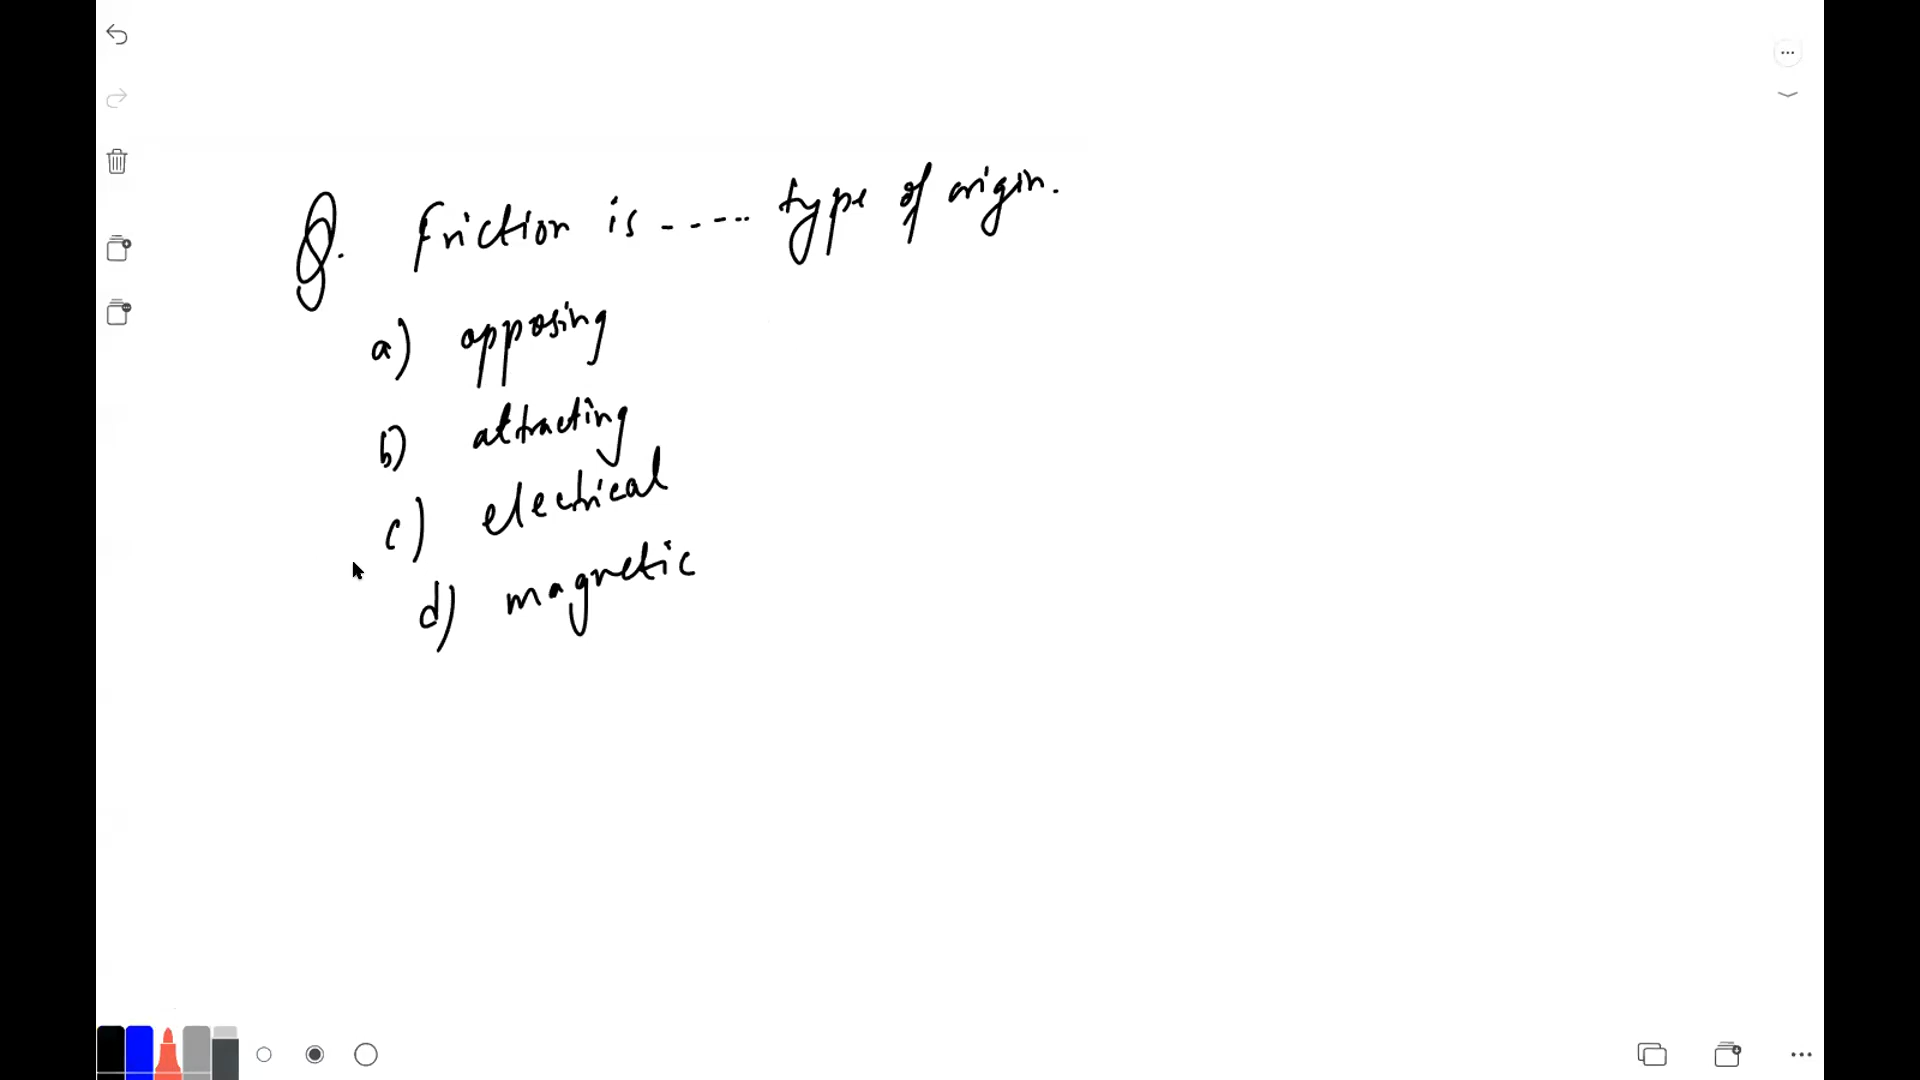 Q. Friction is ..... type of origin.
a) opposing
b) attracting
c) electrical
d) magnetic